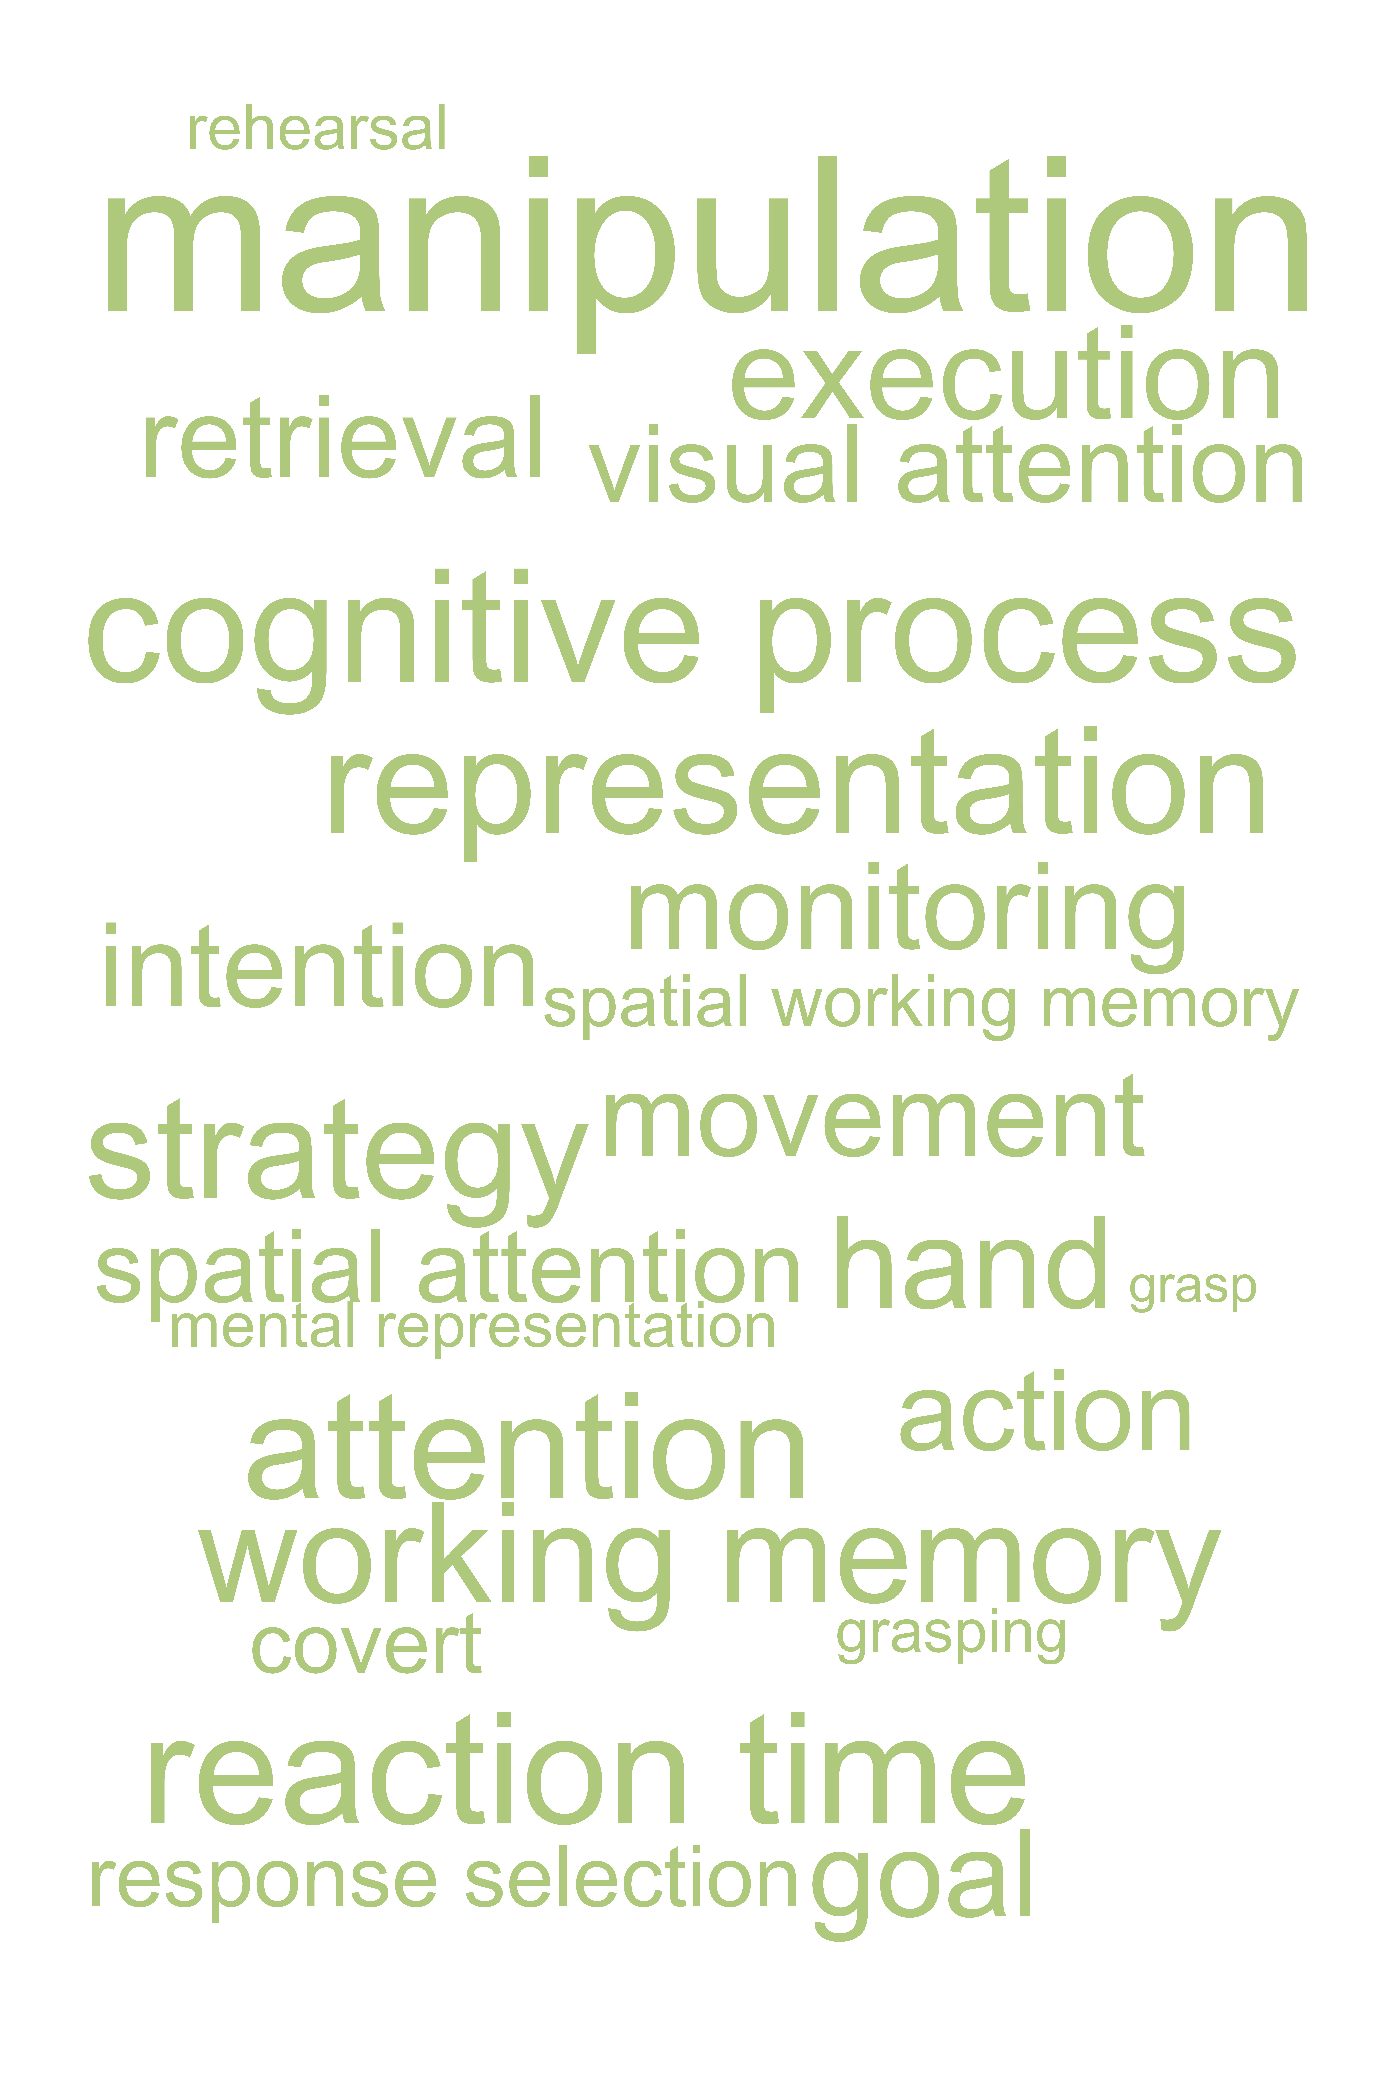 rehearsal
manipulation
execution
retrieval
visual attention
cognitive process
representation
monitoring
intention
spatial working memory
movement
strategy
spatial attention
hand
grasp
mental representation
action
attention
working memory
covert
grasping
reaction time
response selection
goal